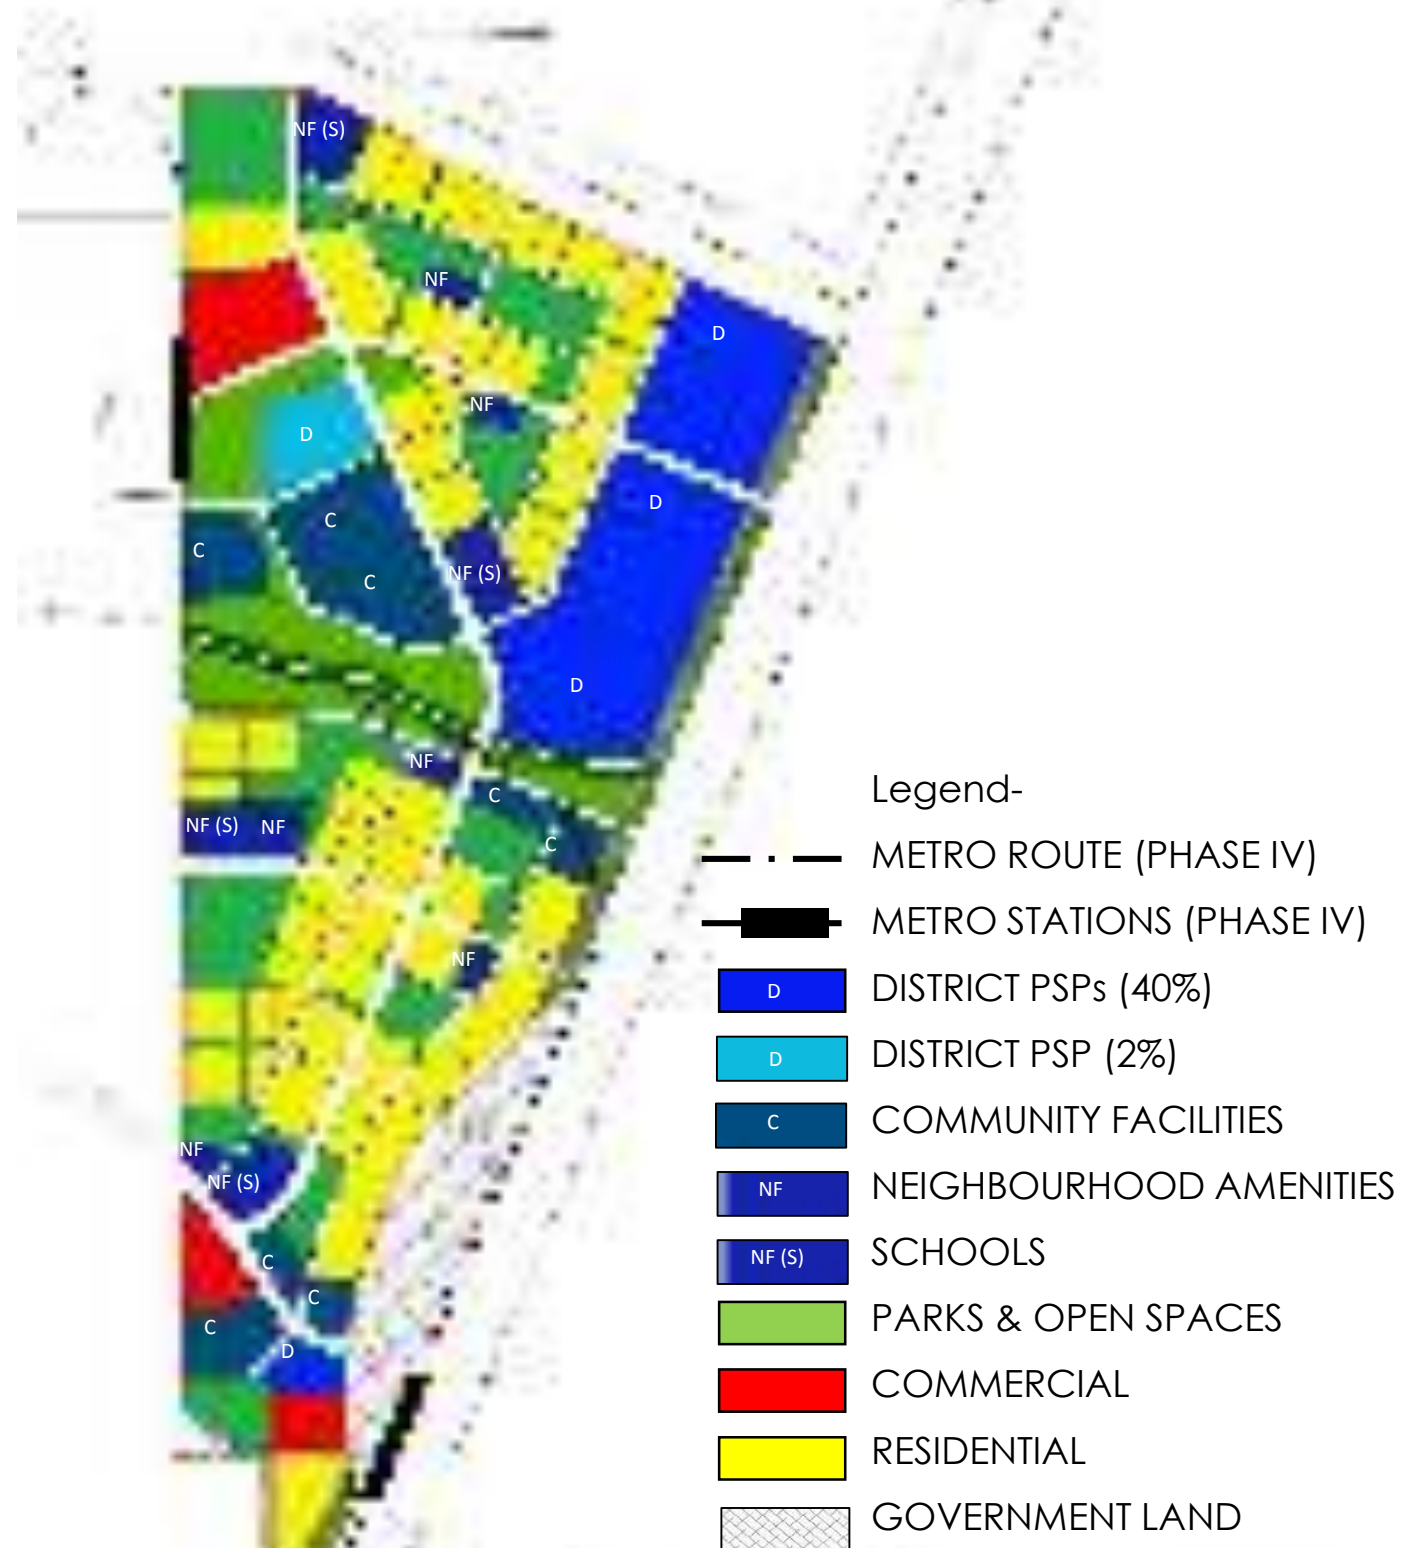 NF (S)
NF
D
NF
D
D
C
C
C
NF (S)
D
NF
C
NF (S) NF
C
NF
NF
NF (S)
C
C
C
D
Legend-
METRO ROUTE (PHASE IV)
METRO STATIONS (PHASE IV)
D DISTRICT PSPs (40%)
D DISTRICT PSP (2%)
C COMMUNITY FACILITIES
NF NEIGHBOURHOOD AMENITIES
NF (S) SCHOOLS
PARKS & OPEN SPACES
COMMERCIAL
RESIDENTIAL
GOVERNMENT LAND